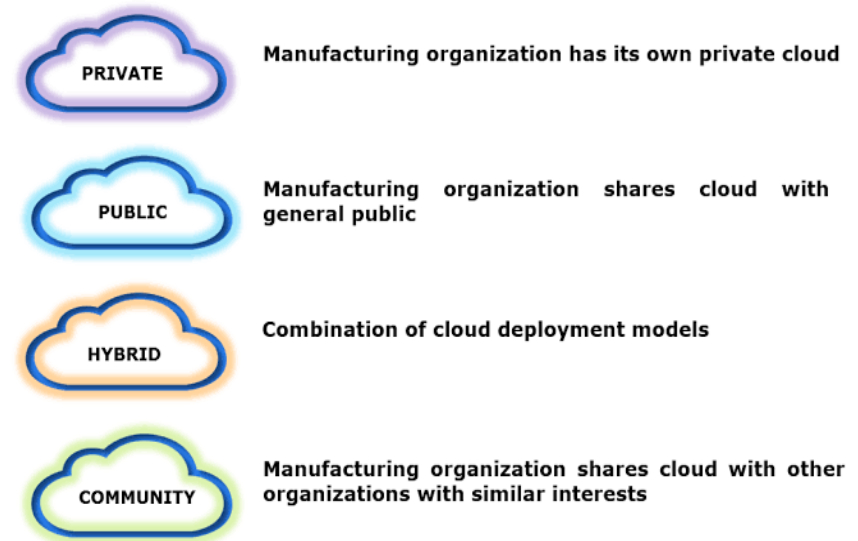 PRIVATE
Manufacturing organization has its own private cloud
PUBLIC
Manufacturing organization shares cloud with
general public
HYBRID
Combination of cloud deployment models
COMMUNITY
Manufacturing organization shares cloud with other
organizations with similar interests